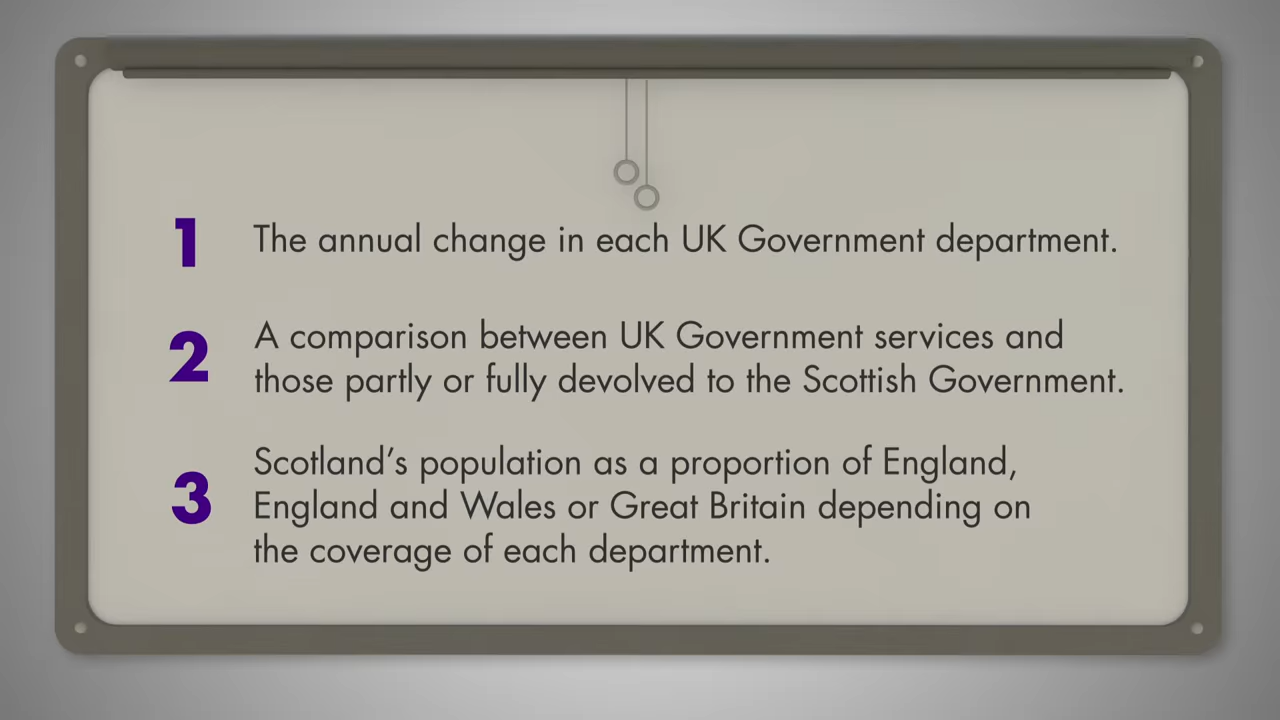 1 The annual change in each UK Government department.
2 A comparison between UK Government services and
those partly or fully devolved to the Scottish Government.
3 Scotland's population as a proportion of England,
England and Wales or Great Britain depending on
the coverage of each department.